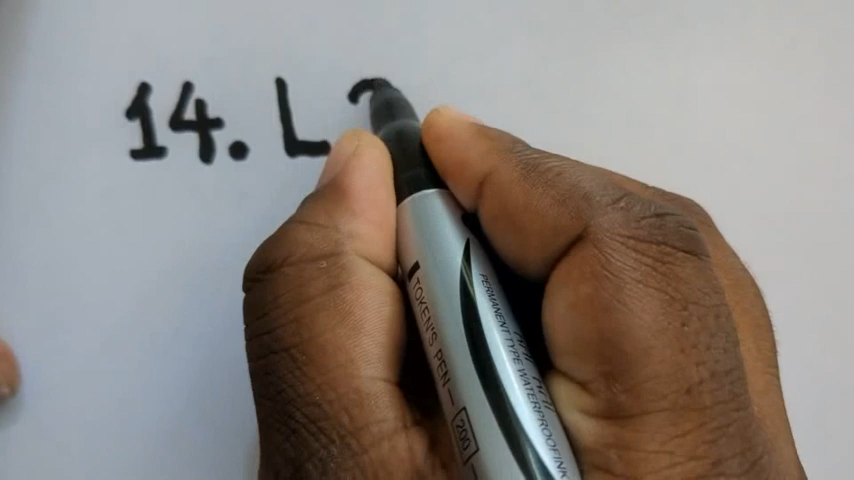 14. L
TOKEN'S PEN
200
PERMANENT TYPE WATERPROOF INK